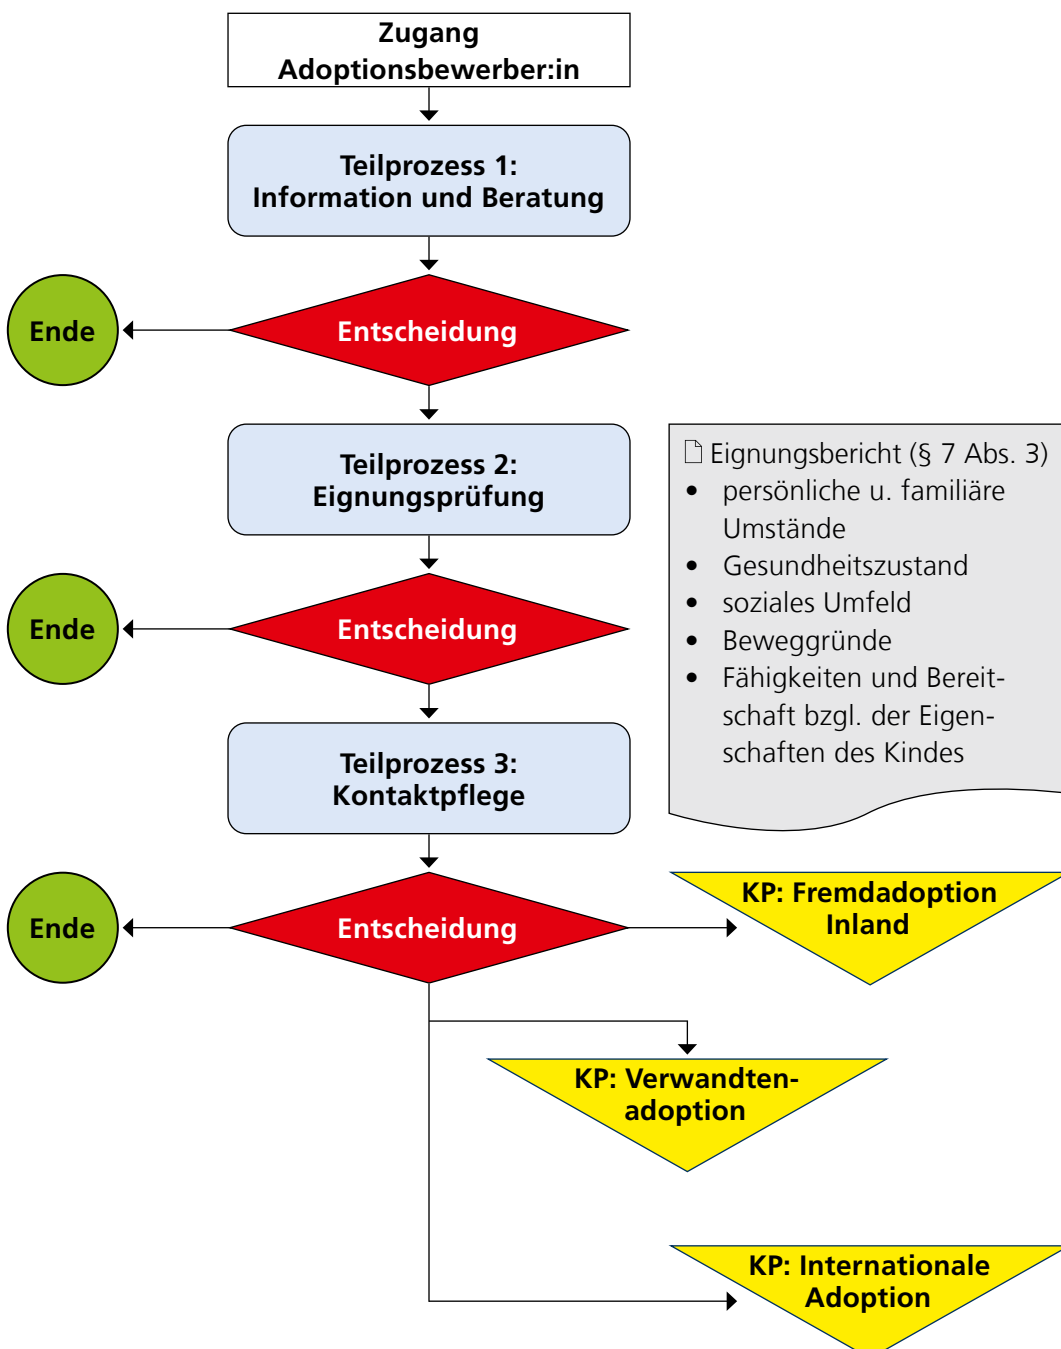 Zugang
Adoptionsbewerber:in
Teilprozess 1:
Information und Beratung
Ende
Entscheidung
Teilprozess 2:
Eignungsprüfung
Eignungsbericht (§ 7 Abs. 3)
• persönliche u. familiäre
Umstände
• Gesundheitszustand
• soziales Umfeld
• Beweggründe
• Fähigkeiten und Bereit-
schaft bzgl. der Eigen-
schaften des Kindes
Ende
Entscheidung
Teilprozess 3:
Kontaktpflege
Ende
Entscheidung
KP: Fremdadoption
Inland
KP: Verwandten-
adoption
KP: Internationale
Adoption